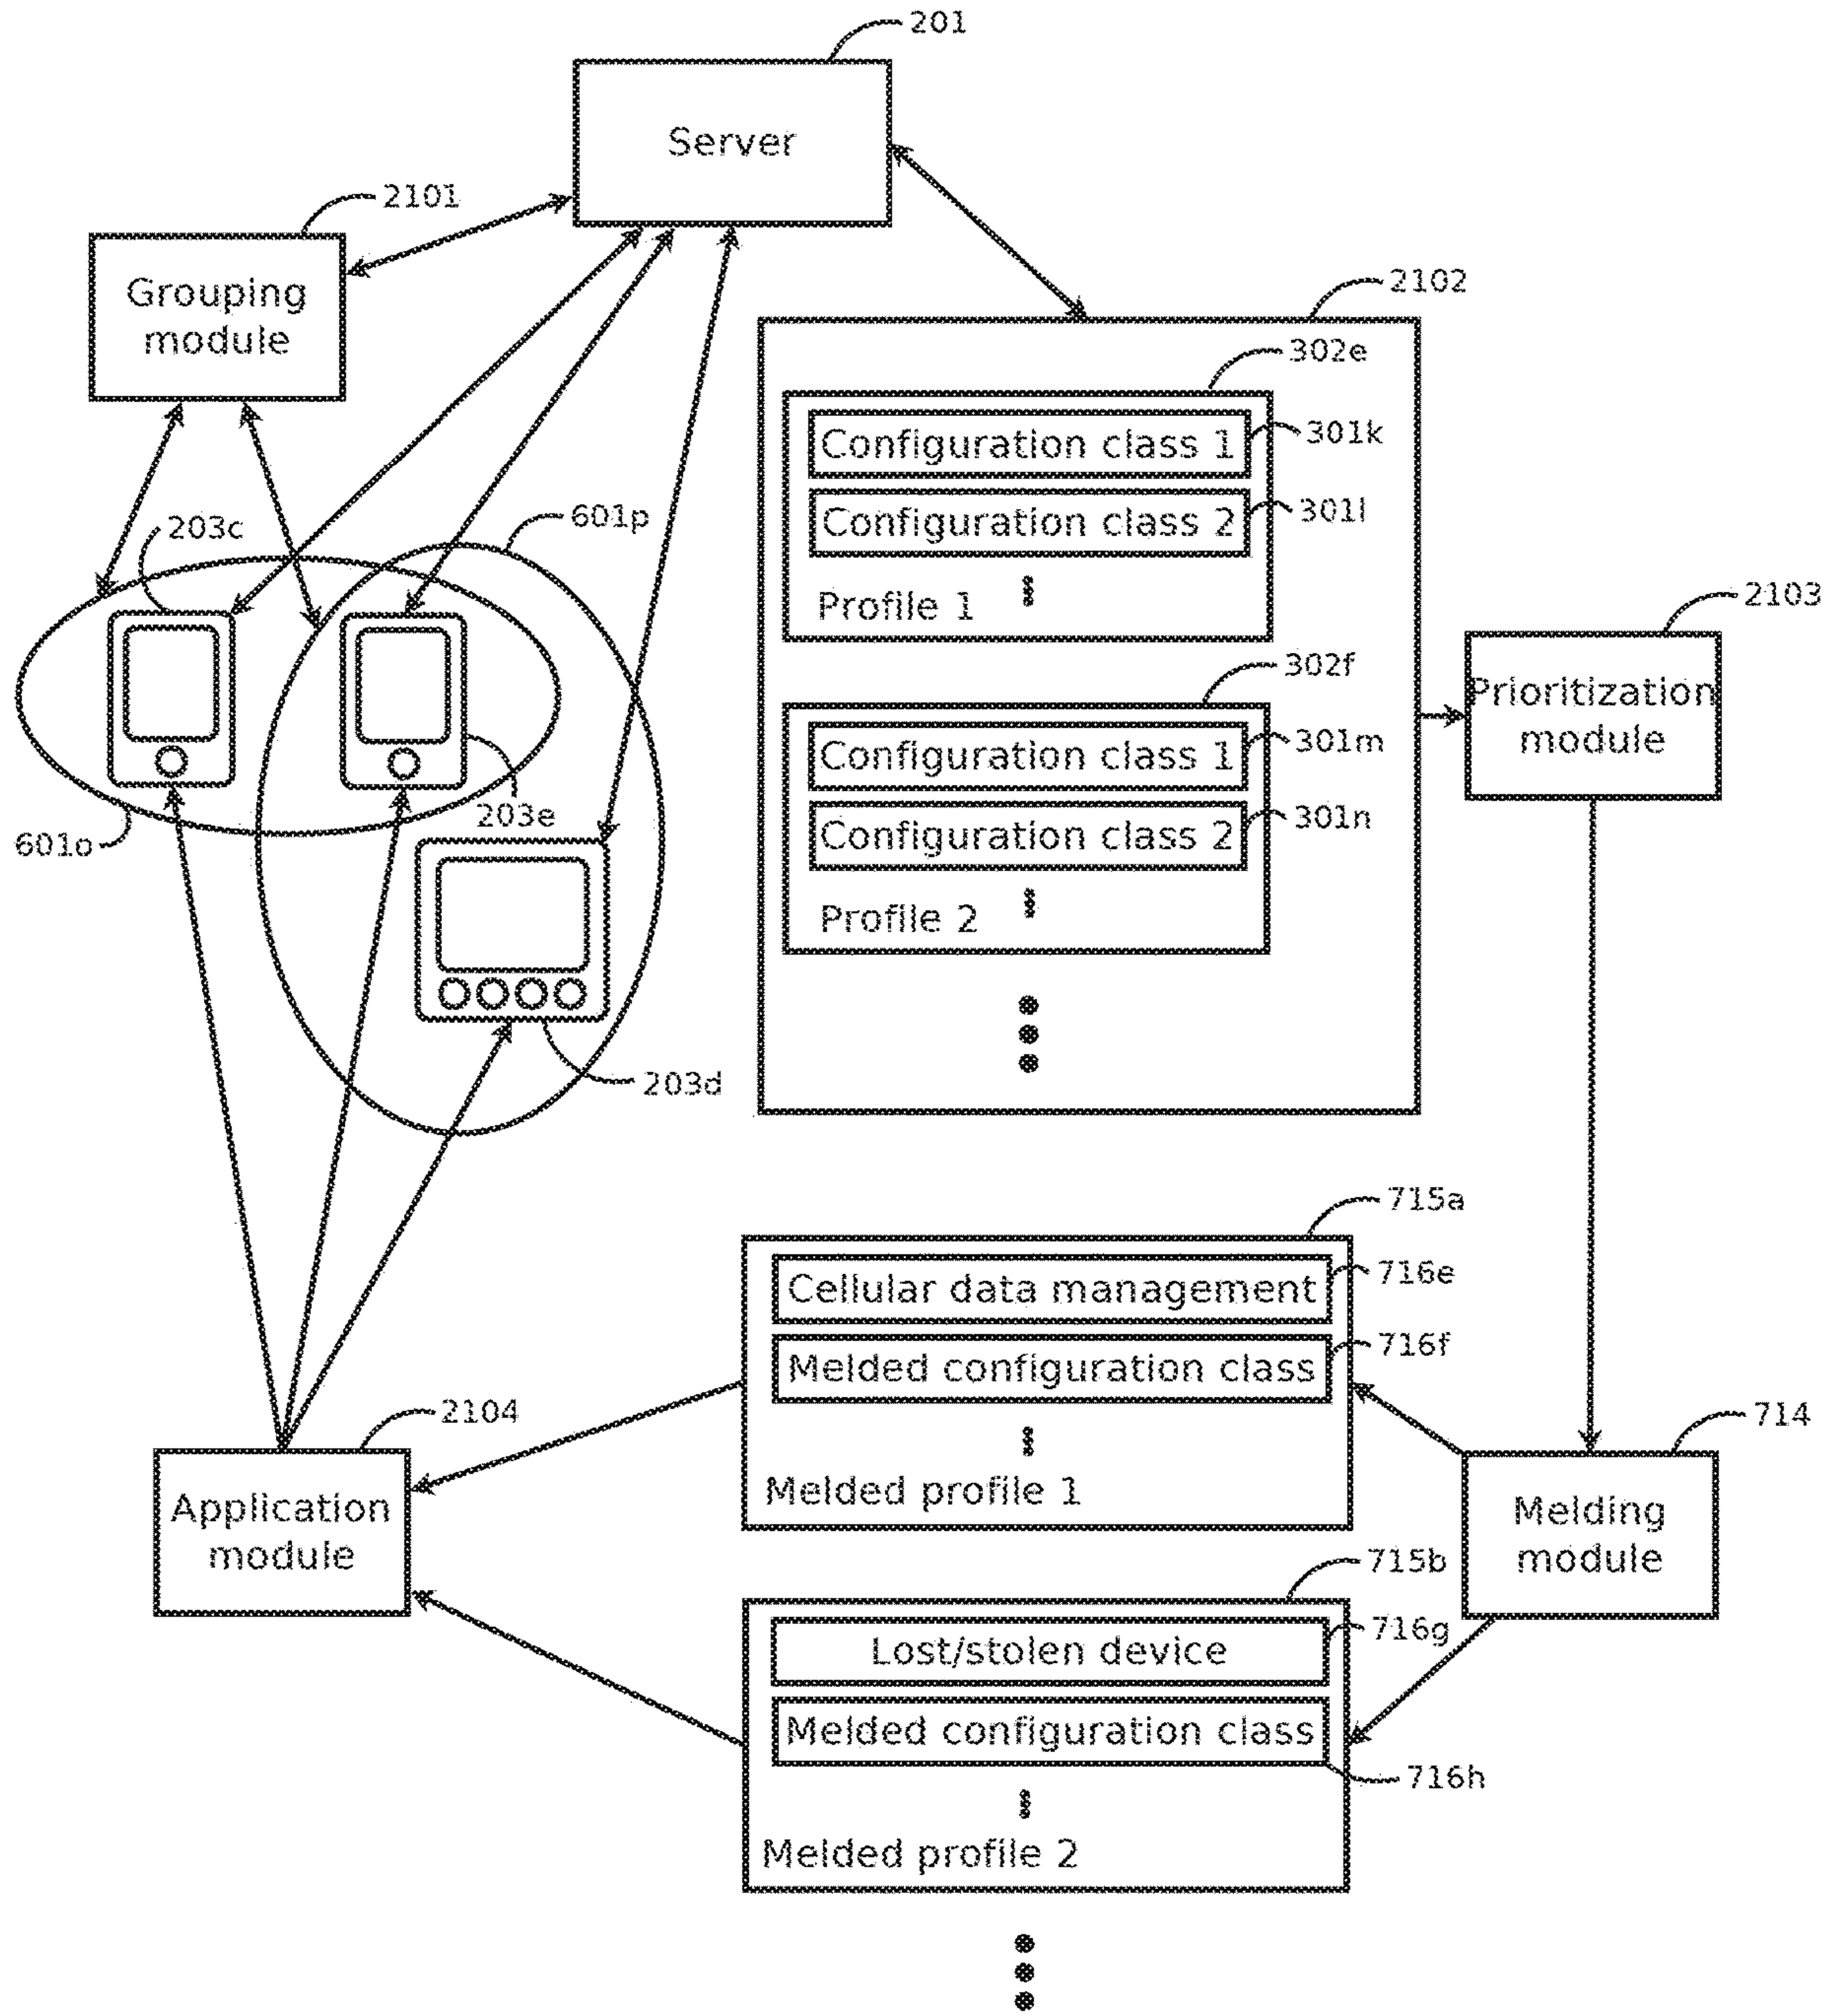 201
Server
2101
Grouping
module
2102
302e
Configuration class 1
301k
Configuration class 2
301l
Profile 1
203c
601p
2103
Prioritization
module
302f
Configuration class 1
301m
Configuration class 2
301n
Profile 2
203e
601o
203d
715a
Cellular data management
716e
Melded configuration class
716f
Melded profile 1
2104
Application
module
714
Melding
module
715b
Lost/stolen device
716g
Melded configuration class
716h
Melded profile 2